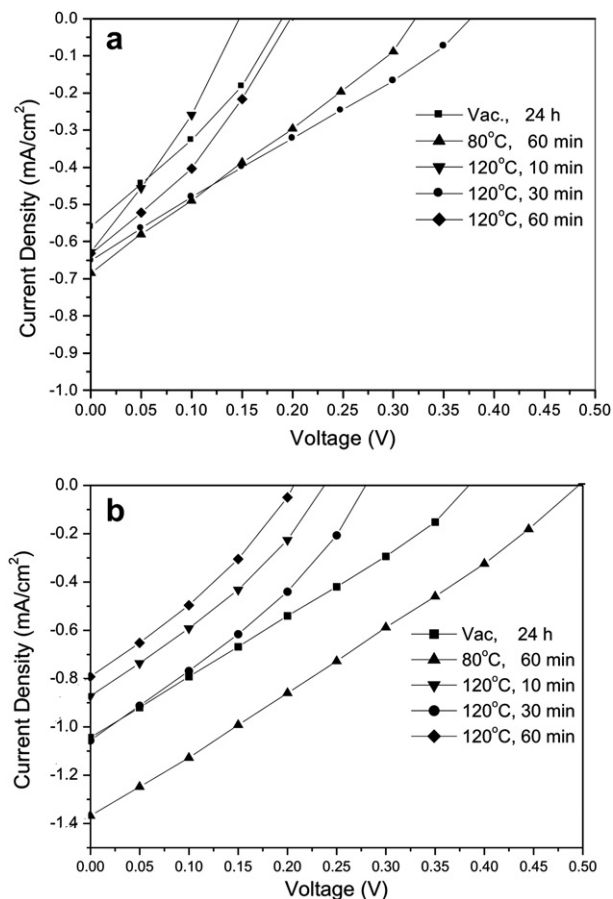 a
0.0
-0.1
-0.2
-0.3
-0.4
-0.5
-0.6
-0.7
-0.8
-0.9
-1.0
Current Density (mA/cm²)
Vac., 24 h
80°C, 60 min
120°C, 10 min
120°C, 30 min
120°C, 60 min
0.00 0.05 0.10 0.15 0.20 0.25 0.30 0.35 0.40 0.45 0.50
Voltage (V)
b
0.0
-0.2
-0.4
-0.6
-0.8
-1.0
-1.2
-1.4
Current Density (mA/cm²)
Vac, 24 h
80°C, 60 min
120°C, 10 min
120°C, 30 min
120°C, 60 min
0.00 0.05 0.10 0.15 0.20 0.25 0.30 0.35 0.40 0.45 0.50
Voltage (V)